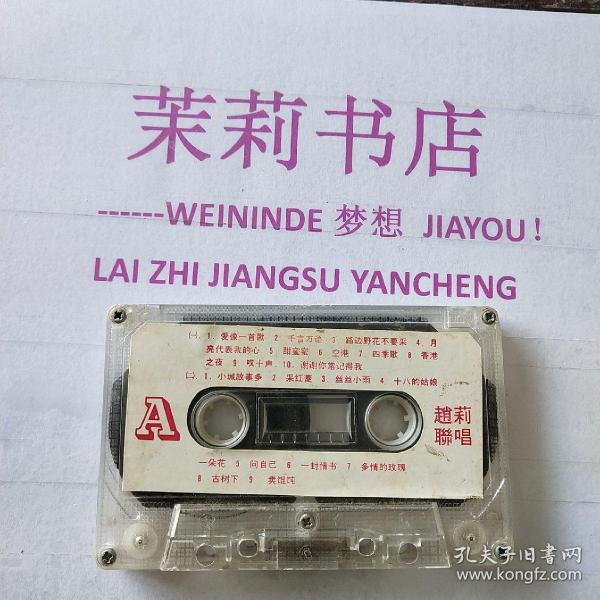 茉莉书店
------WEININDE 梦想 JIAYOU！
LAI ZHI JIANGSU YANCHENG
㈠. 1. 爱像一首歌 2 千言万语 3 路边野花不要采 4. 月
亮代表我的心 5 甜蜜蜜 6 空港 7 四季歌 8 香港
之夜 9 叹十声 10. 谢谢你常记得我
㈡. 1. 小城故事多 2 采红菱 3. 丝丝小雨 4 十八的姑娘
A
趙莉
聯唱
一朵花 5 问自己 6 一封情书 7 多情的玫瑰
8 古树下 9 卖馄饨
孔夫子旧書网
www.kongfz.com